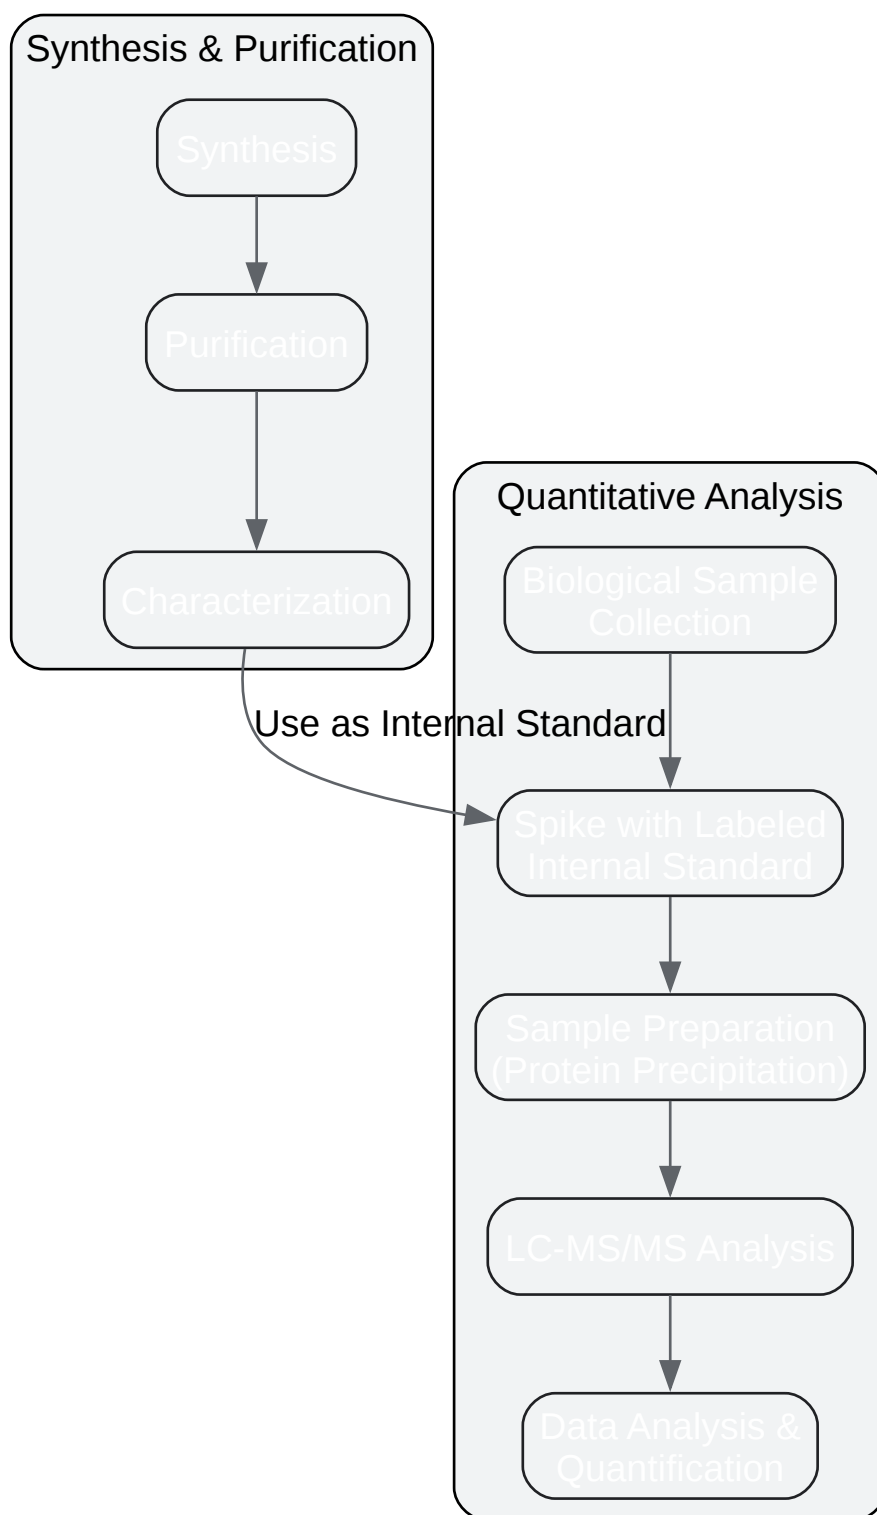 Synthesis & Purification
Synthesis
Purification
Characterization
Use as Internal Standard
Quantitative Analysis
Biological Sample
Collection
Spike with Labeled
Internal Standard
Sample Preparation
(Protein Precipitation)
LC-MS/MS Analysis
Data Analysis &
Quantification